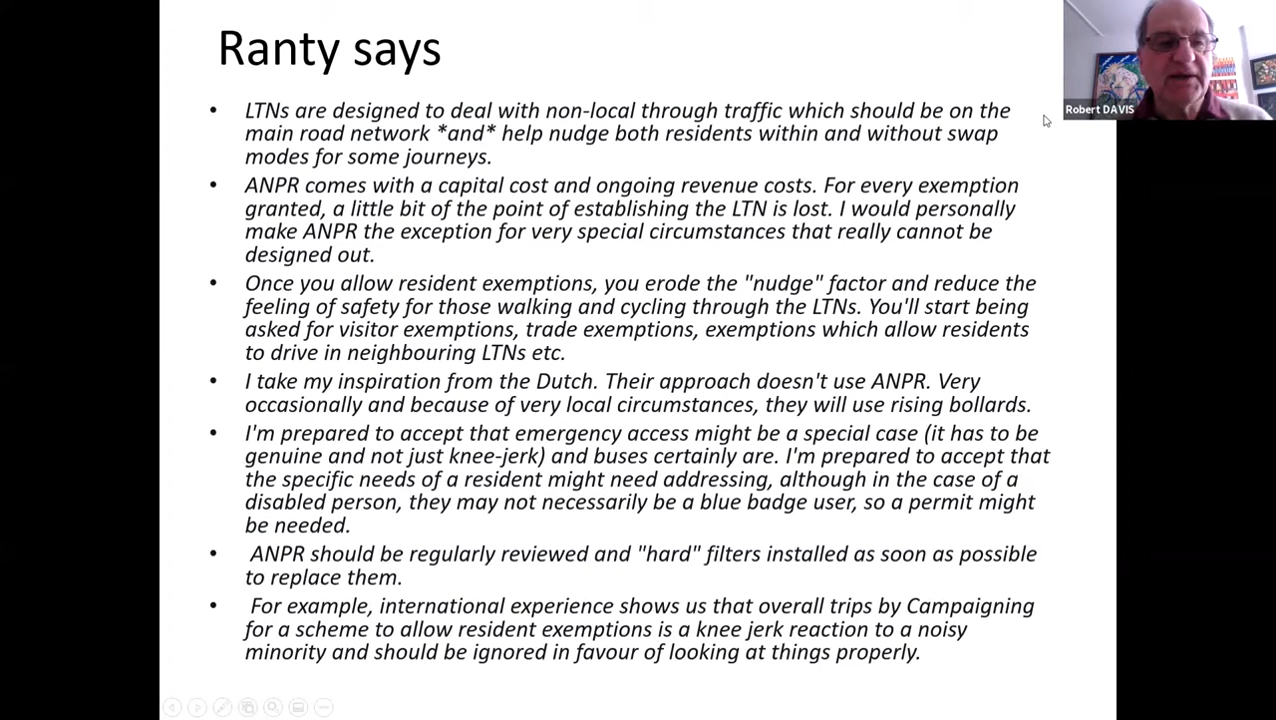 Ranty says
• LTNs are designed to deal with non-local through traffic which should be on the
main road network *and* help nudge both residents within and without swap
modes for some journeys.
• ANPR comes with a capital cost and ongoing revenue costs. For every exemption
granted, a little bit of the point of establishing the LTN is lost. I would personally
make ANPR the exception for very special circumstances that really cannot be
designed out.
• Once you allow resident exemptions, you erode the "nudge" factor and reduce the
feeling of safety for those walking and cycling through the LTNs. You'll start being
asked for visitor exemptions, trade exemptions, exemptions which allow residents
to drive in neighbouring LTNs etc.
• I take my inspiration from the Dutch. Their approach doesn't use ANPR. Very
occasionally and because of very local circumstances, they will use rising bollards.
• I'm prepared to accept that emergency access might be a special case (it has to be
genuine and not just knee-jerk) and buses certainly are. I'm prepared to accept that
the specific needs of a resident might need addressing, although in the case of a
disabled person, they may not necessarily be a blue badge user, so a permit might
be needed.
• ANPR should be regularly reviewed and "hard" filters installed as soon as possible
to replace them.
• For example, international experience shows us that overall trips by Campaigning
for a scheme to allow resident exemptions is a knee jerk reaction to a noisy
minority and should be ignored in favour of looking at things properly.
Robert DAVIS